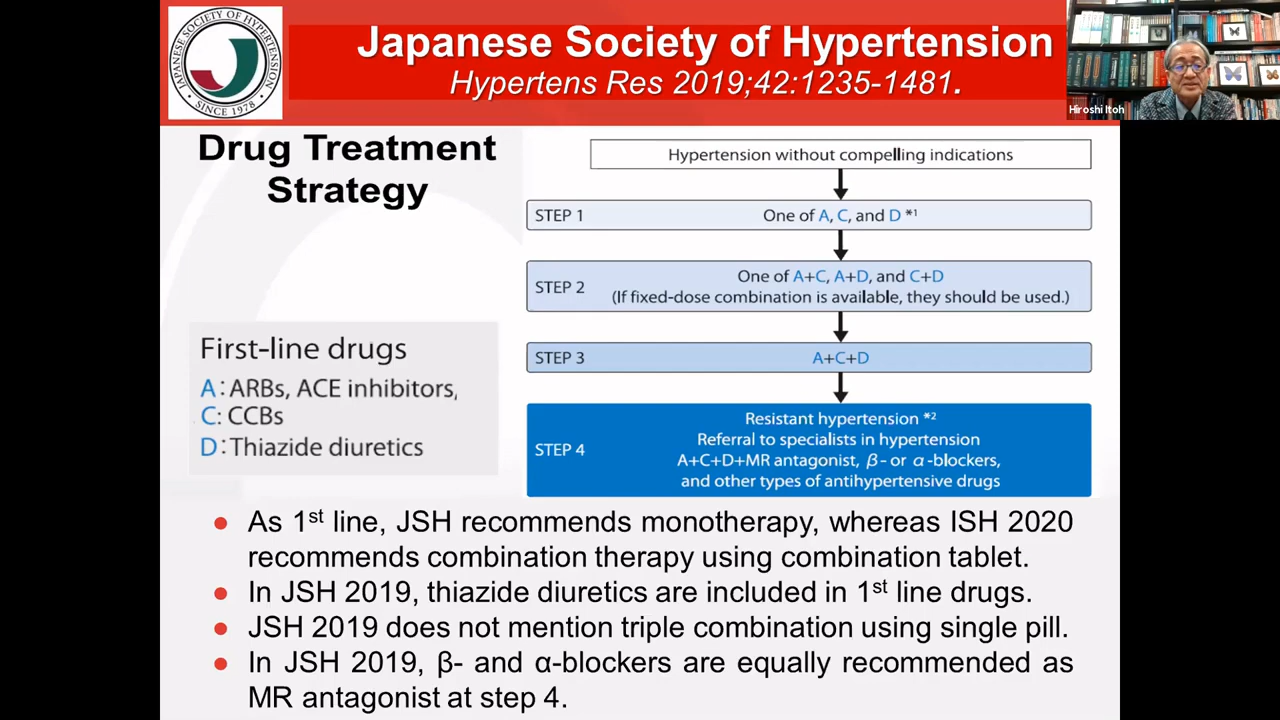 JAPANESE SOCIETY OF HYPERTENSION
SINCE 1978
Japanese Society of Hypertension
Hypertens Res 2019;42:1235-1481.
Hiroshi Itoh
Drug Treatment
Strategy
First-line drugs
A : ARBs, ACE inhibitors,
C: CCBs
D : Thiazide diuretics
Hypertension without compelling indications
STEP 1
One of A, C, and D *1
STEP 2
One of A+C, A+D, and C+D
(If fixed-dose combination is available, they should be used.)
STEP 3
A+C+D
STEP 4
Resistant hypertension *2
Referral to specialists in hypertension
A+C+D+MR antagonist, β - or α -blockers,
and other types of antihypertensive drugs
● As 1st line, JSH recommends monotherapy, whereas ISH 2020
recommends combination therapy using combination tablet.
● In JSH 2019, thiazide diuretics are included in 1st line drugs.
● JSH 2019 does not mention triple combination using single pill.
● In JSH 2019, β- and α-blockers are equally recommended as
MR antagonist at step 4.